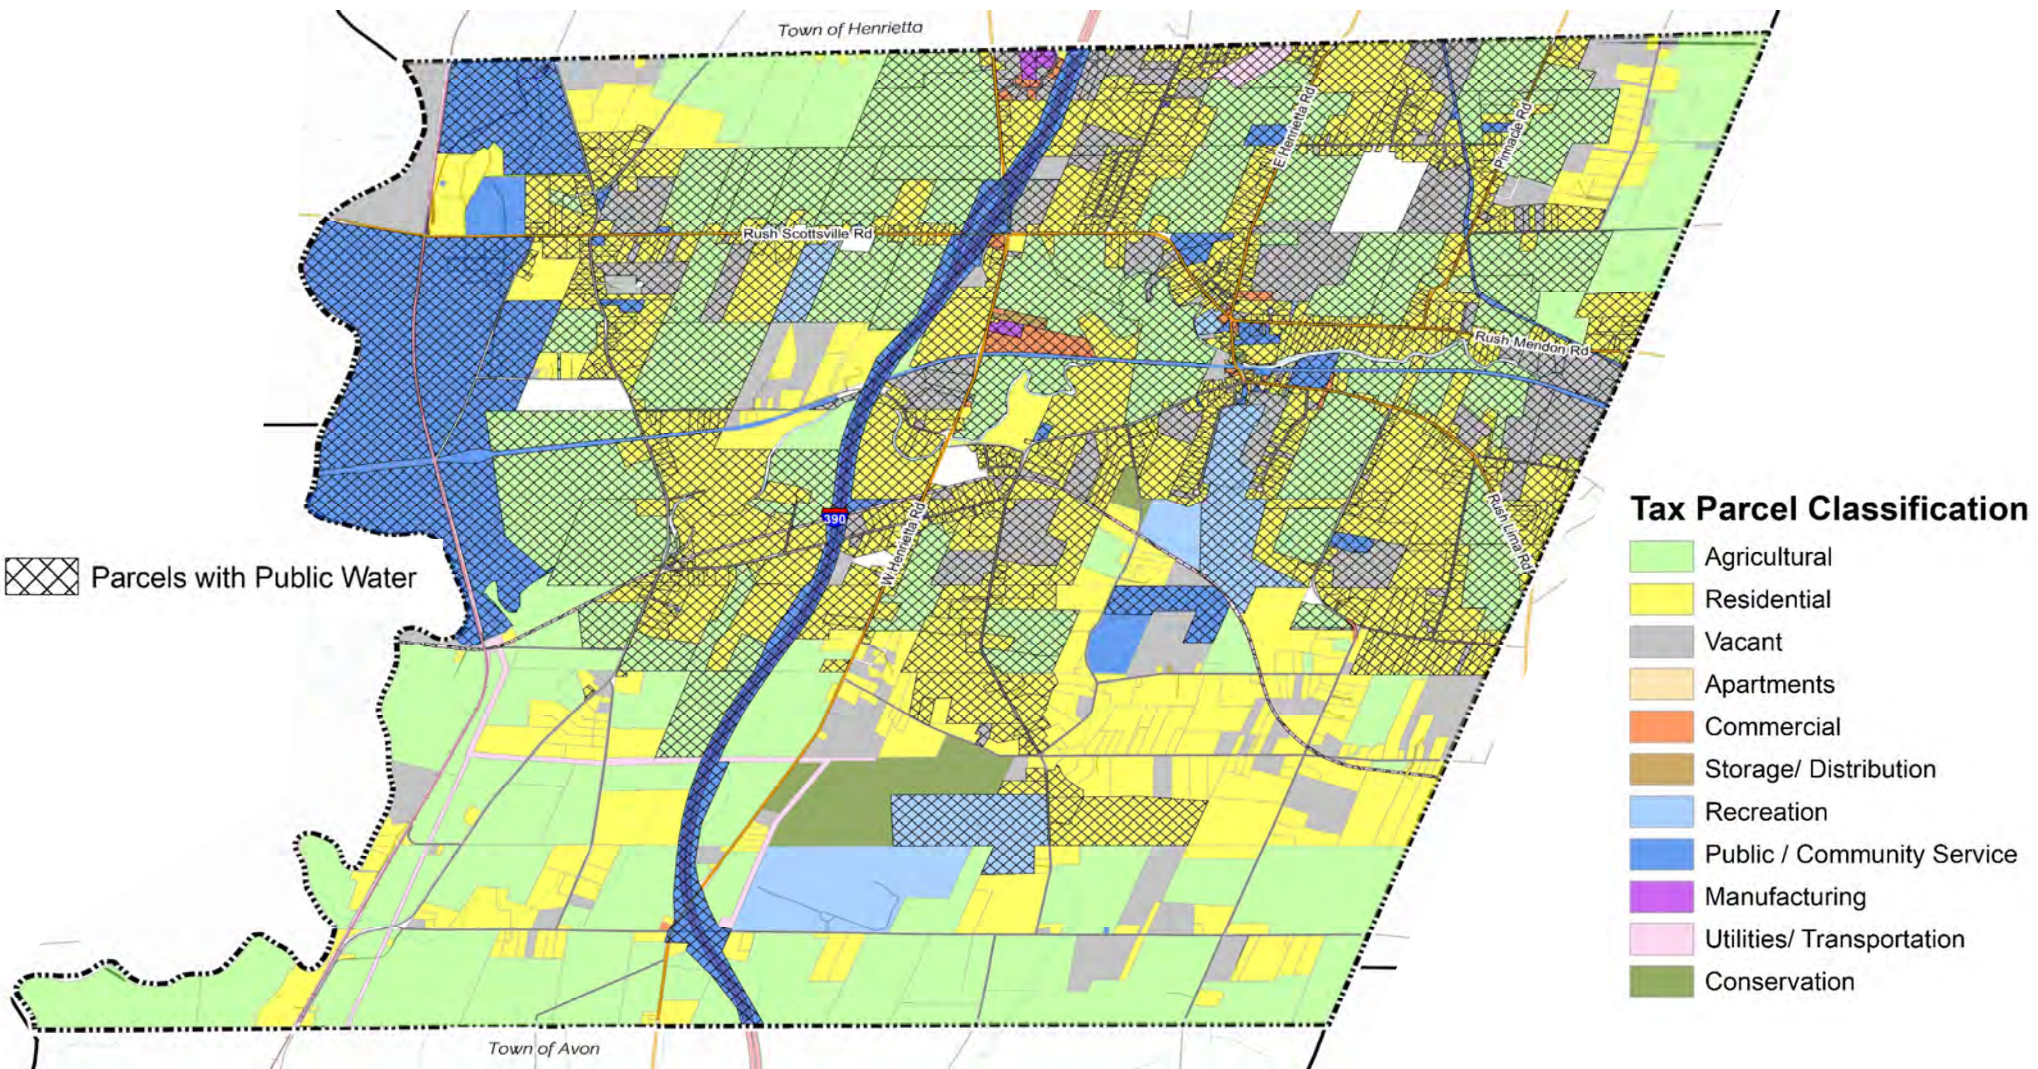 Town of Henrietta
E Henrietta Rd
Pinnacle Rd
Rush Scottsville Rd
Rush Mendon Rd
390
W Henrietta Rd
Rush Lima Rd
Parcels with Public Water
Tax Parcel Classification
Agricultural
Residential
Vacant
Apartments
Commercial
Storage/ Distribution
Recreation
Public / Community Service
Manufacturing
Utilities/ Transportation
Conservation
Town of Avon